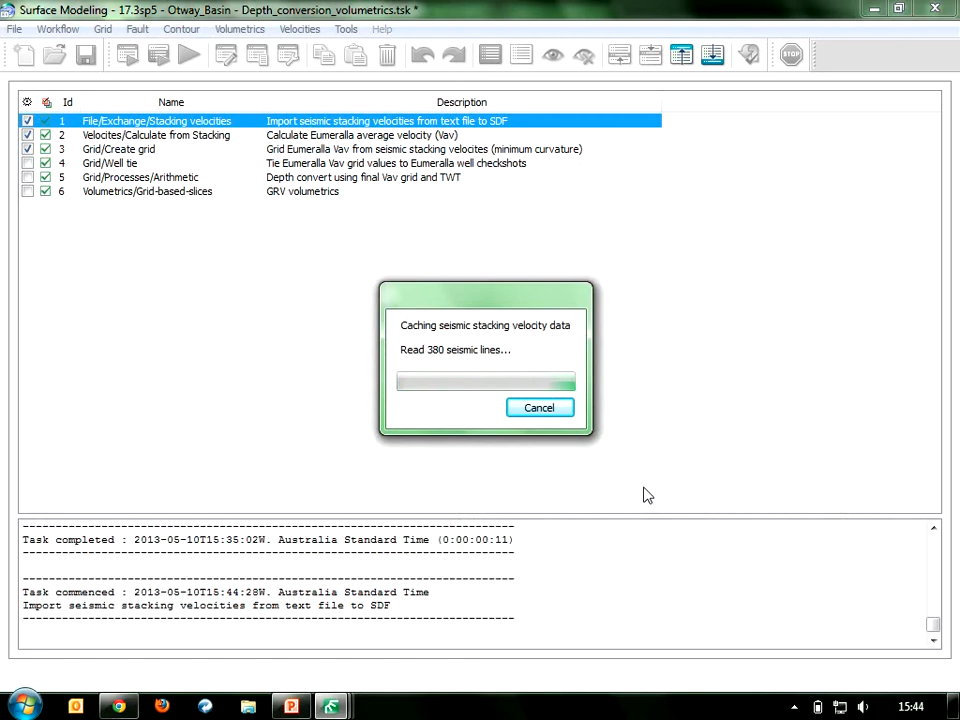 Surface Modeling - 17.3sp5 - Otway_Basin - Depth_conversion_volumetrics.tsk *
File Workflow Grid Fault Contour Volumetrics Velocities Tools Help
STOP
Id Name Description
1 File/Exchange/Stacking velocities Import seismic stacking velocities from text file to SDF
2 Velocites/Calculate from Stacking Calculate Eumeralla average velocity (Vav)
3 Grid/Create grid Grid Eumeralla Vav from seismic stacking velocites (minimum curvature)
4 Grid/Well tie Tie Eumeralla Vav grid values to Eumeralla well checkshots
5 Grid/Processes/Arithmetic Depth convert using final Vav grid and TWT
6 Volumetrics/Grid-based-slices GRV volumetrics
Caching seismic stacking velocity data
Read 380 seismic lines...
Cancel
---------------------------------------------------------------------------
Task completed : 2013-05-10T15:35:02W. Australia Standard Time (0:00:00:11)
---------------------------------------------------------------------------
---------------------------------------------------------------------------
Task commenced : 2013-05-10T15:44:28W. Australia Standard Time
Import seismic stacking velocities from text file to SDF
---------------------------------------------------------------------------
15:44